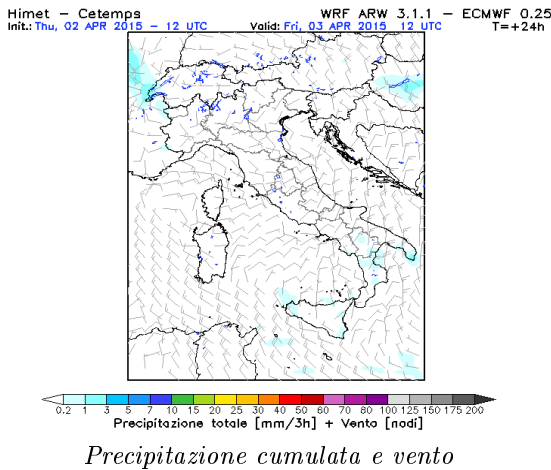 Himet – Cetemps WRF ARW 3.1.1 – ECMWF 0.25
Init.: Thu, 02 APR 2015 – 12 UTC Valid: Fri, 03 APR 2015 12 UTC T=+24h
0.2 1 3 5 7 10 15 20 25 30 40 50 60 70 80 100 125 150 175 200
Precipitazione totale [mm/3h] + Vento [nodi]
Precipitazione cumulata e vento